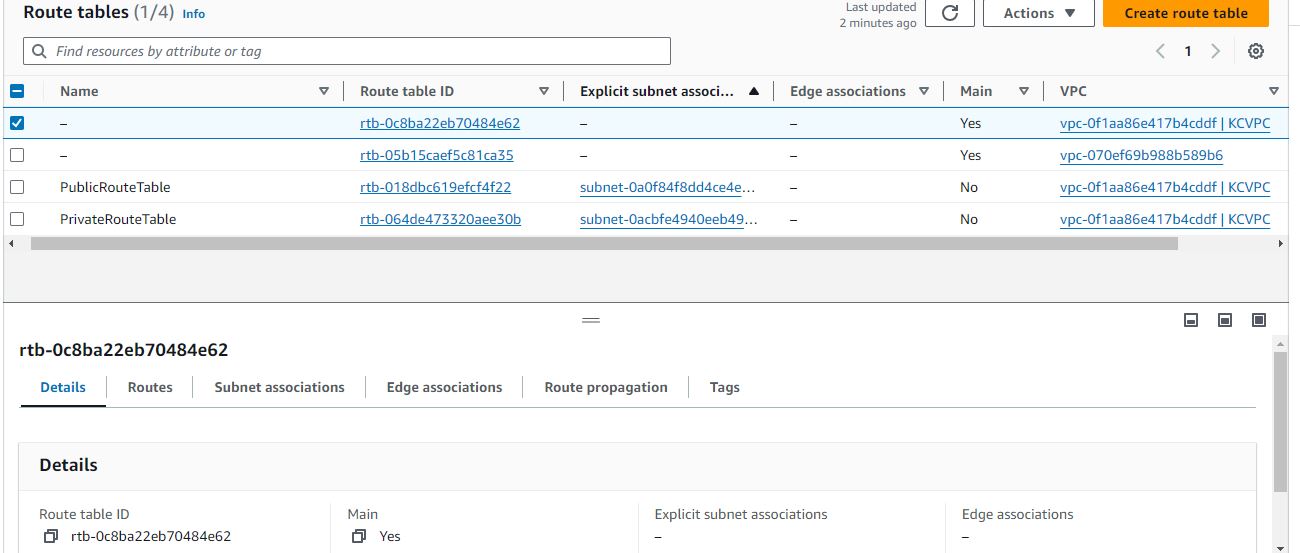 Route tables (1/4) Info
Last updated
2 minutes ago
Actions
Create route table
Find resources by attribute or tag
1
Name Route table ID Explicit subnet associ... Edge associations Main VPC
– rtb-0c8ba22eb70484e62 – – Yes vpc-0f1aa86e417b4cddf | KCVPC
– rtb-05b15caef5c81ca35 – – Yes vpc-070ef69b988b589b6
PublicRouteTable rtb-018dbc619efcf4f22 subnet-0a0f84f8dd4ce4e... – No vpc-0f1aa86e417b4cddf | KCVPC
PrivateRouteTable rtb-064de473320aee30b subnet-0acbfe4940eeb49... – No vpc-0f1aa86e417b4cddf | KCVPC
rtb-0c8ba22eb70484e62
Details Routes Subnet associations Edge associations Route propagation Tags
Details
Route table ID Main Explicit subnet associations Edge associations
rtb-0c8ba22eb70484e62 Yes – –